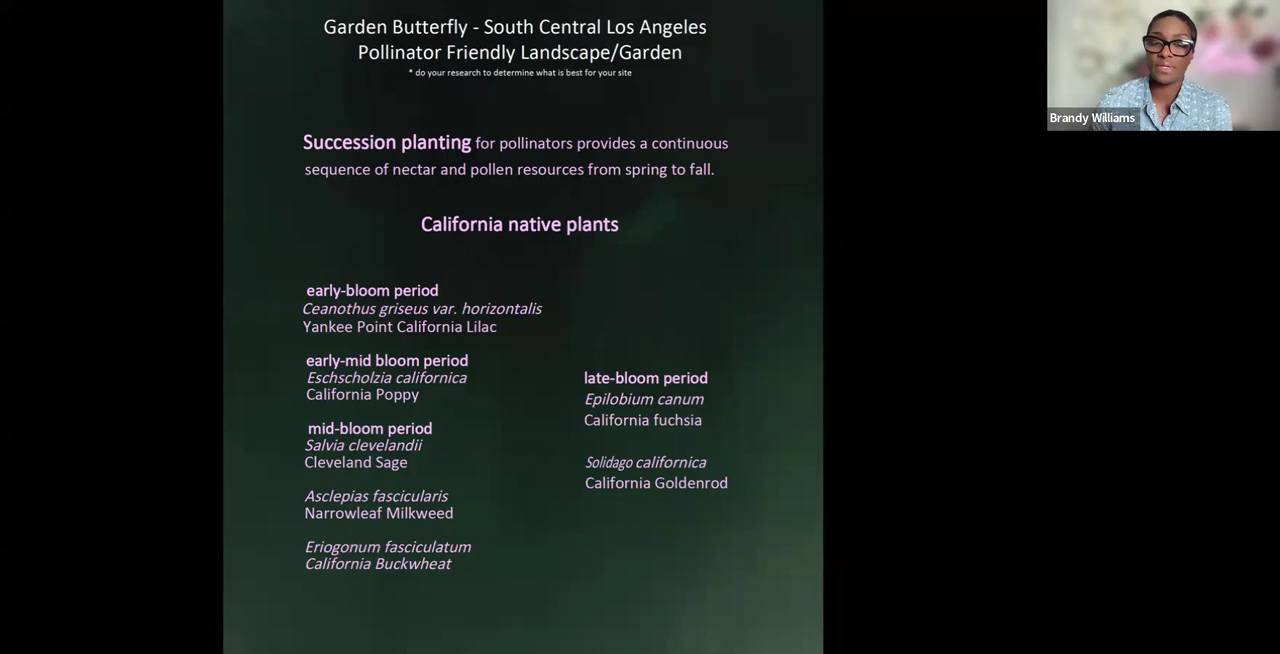 Garden Butterfly - South Central Los Angeles
Pollinator Friendly Landscape/Garden
* do your research to determine what is best for your site
Succession planting for pollinators provides a continuous
sequence of nectar and pollen resources from spring to fall.
California native plants
early-bloom period
Ceanothus griseus var. horizontalis
Yankee Point California Lilac
early-mid bloom period
Eschscholzia californica
California Poppy
mid-bloom period
Salvia clevelandii
Cleveland Sage
Asclepias fascicularis
Narrowleaf Milkweed
Eriogonum fasciculatum
California Buckwheat
late-bloom period
Epilobium canum
California fuchsia
Solidago californica
California Goldenrod
Brandy Williams